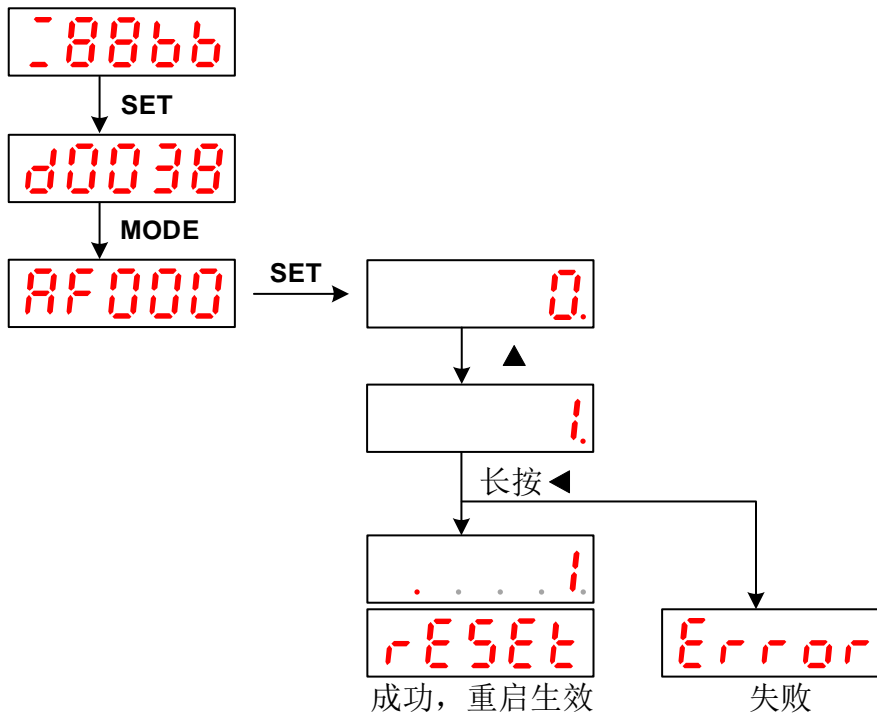 88bb
SET
d0038
MODE
AF000
SET
0.
▲
1.
长按◀
. 1
rESEt
Error
成功，重启生效
失败